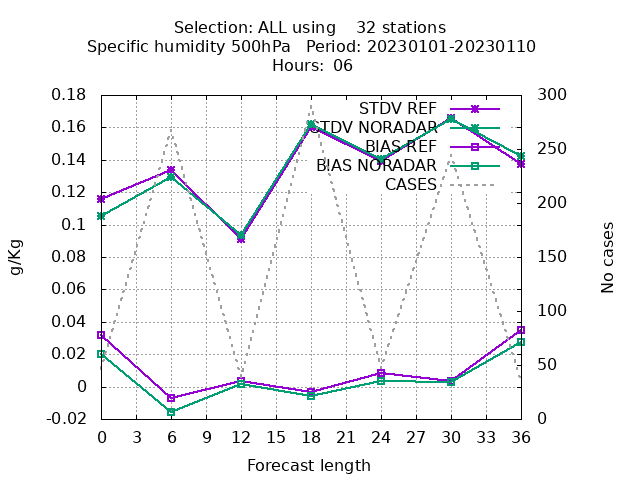 Selection: ALL using 32 stations
Specific humidity 500hPa Period: 20230101-20230110
Hours: 06
STDV REF
STDV NORADAR
BIAS REF
BIAS NORADAR
CASES
g/Kg
0.18
0.16
0.14
0.12
0.1
0.08
0.06
0.04
0.02
0
-0.02
300
250
200
150
100
50
0
No cases
0 3 6 9 12 15 18 21 24 27 30 33 36
Forecast length